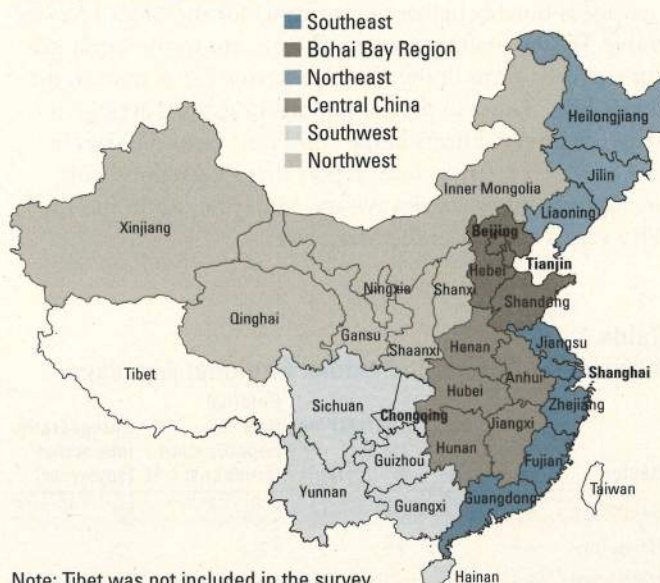 Southeast
Bohai Bay Region
Northeast
Central China
Southwest
Northwest
Heilongjiang
Jilin
Inner Mongolia
Liaoning
Xinjiang
Beijing
Tianjin
Hebei
Ningxia
Shanxi
Shandong
Qinghai
Gansu
Shaanxi
Henan
Jiangsu
Tibet
Anhui
Shanghai
Sichuan
Hubei
Zhejiang
Chongqing
Hunan
Jiangxi
Guizhou
Fujian
Yunnan
Guangxi
Guangdong
Taiwan
Hainan
Note: Tibet was not included in the survey